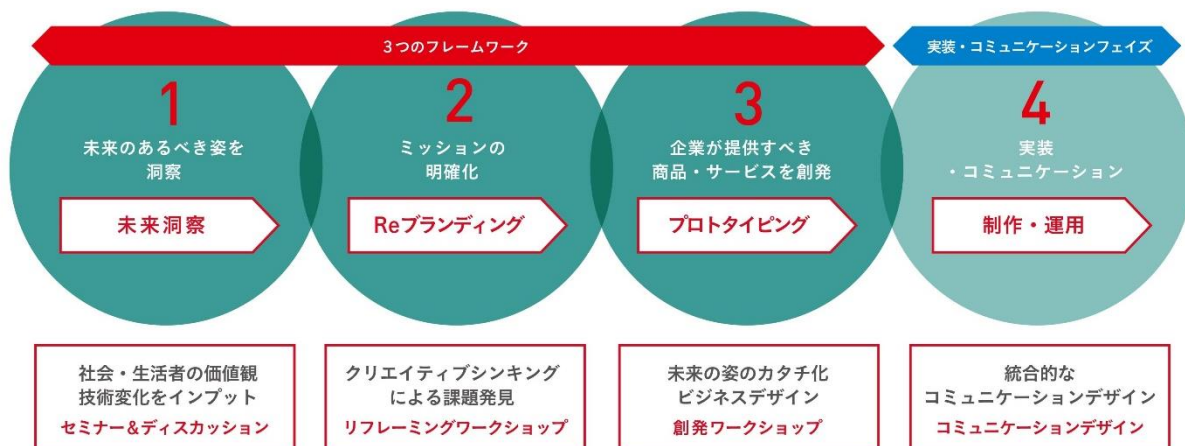 3つのフレームワーク
実装・コミュニケーションフェイズ
1
未来のあるべき姿を
洞察
未来洞察
2
ミッションの
明確化
Reブランディング
3
企業が提供すべき
商品・サービスを創発
プロトタイピング
4
実装
・コミュニケーション
制作・運用
社会・生活者の価値観
技術変化をインプット
セミナー&ディスカッション
クリエイティブシンキング
による課題発見
リフレーミングワークショップ
未来の姿のカタチ化
ビジネスデザイン
創発ワークショップ
統合的な
コミュニケーションデザイン
コミュニケーションデザイン